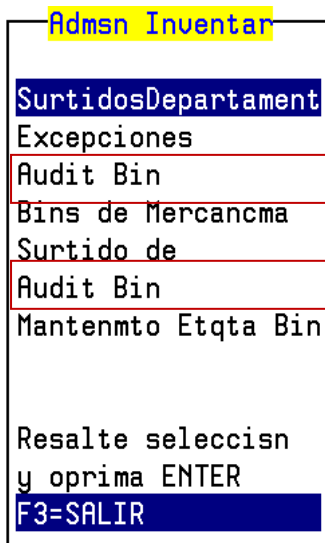 Admsn Inventar
SurtidosDepartament
Excepciones
Audit Bin
Bins de Mercancma
Surtido de
Audit Bin
Mantenmto Etqta Bin
Resalte seleccisn
y oprima ENTER
F3=SALIR